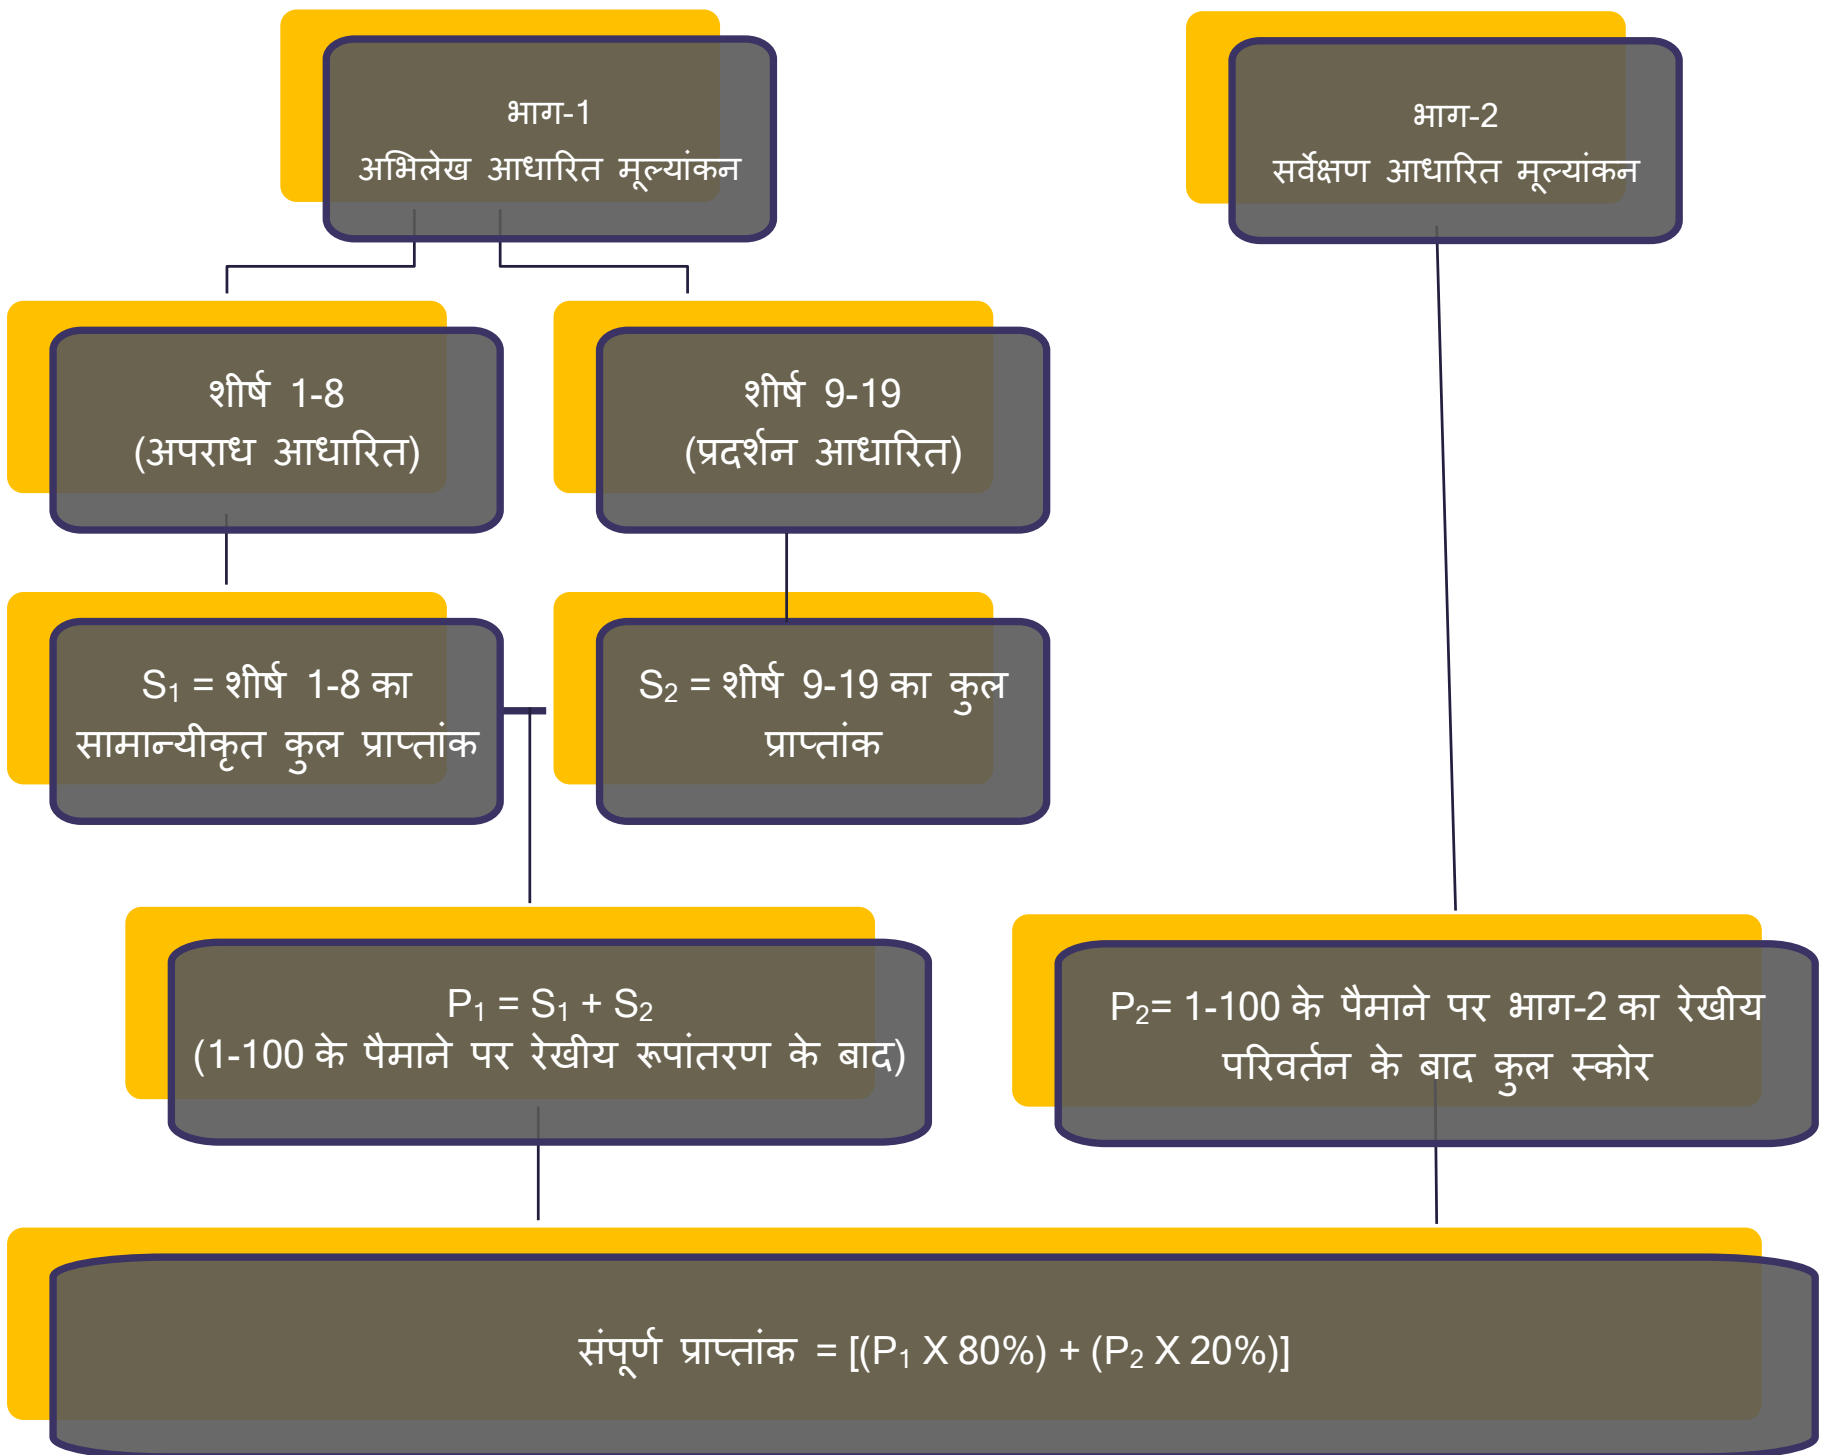 भाग-1
अभिलेख आधारित मूल्यांकन
भाग-2
सर्वेक्षण आधारित मूल्यांकन
शीर्ष 1-8
(अपराध आधारित)
शीर्ष 9-19
(प्रदर्शन आधारित)
S₁ = शीर्ष 1-8 का
सामान्यीकृत कुल प्राप्तांक
S₂ = शीर्ष 9-19 का कुल
प्राप्तांक
P₁ = S₁ + S₂
(1-100 के पैमाने पर रेखीय रूपांतरण के बाद)
P₂= 1-100 के पैमाने पर भाग-2 का रेखीय
परिवर्तन के बाद कुल स्कोर
संपूर्ण प्राप्तांक = [(P₁ X 80%) + (P₂ X 20%)]